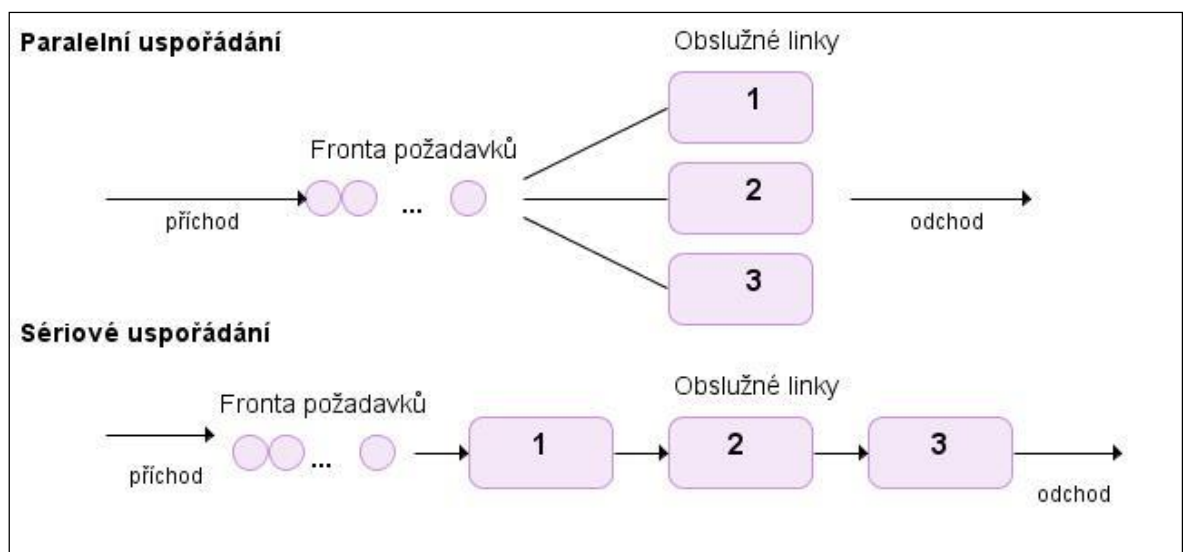 Paralelní uspořádání
Obslužné linky
1
Fronta požadavků
2
...
příchod
odchod
3
Sériové uspořádání
Obslužné linky
Fronta požadavků
1
2
3
...
příchod
odchod